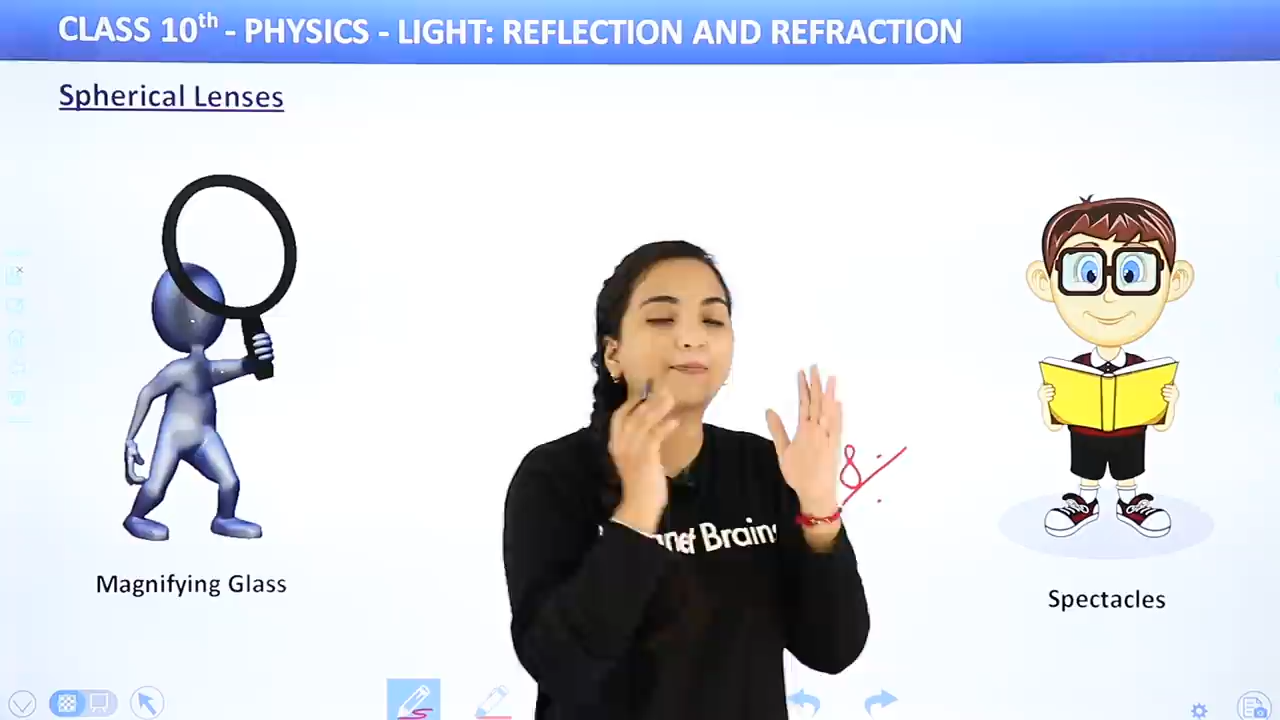 CLASS 10th - PHYSICS - LIGHT: REFLECTION AND REFRACTION
Spherical Lenses
Brains
Magnifying Glass
Spectacles